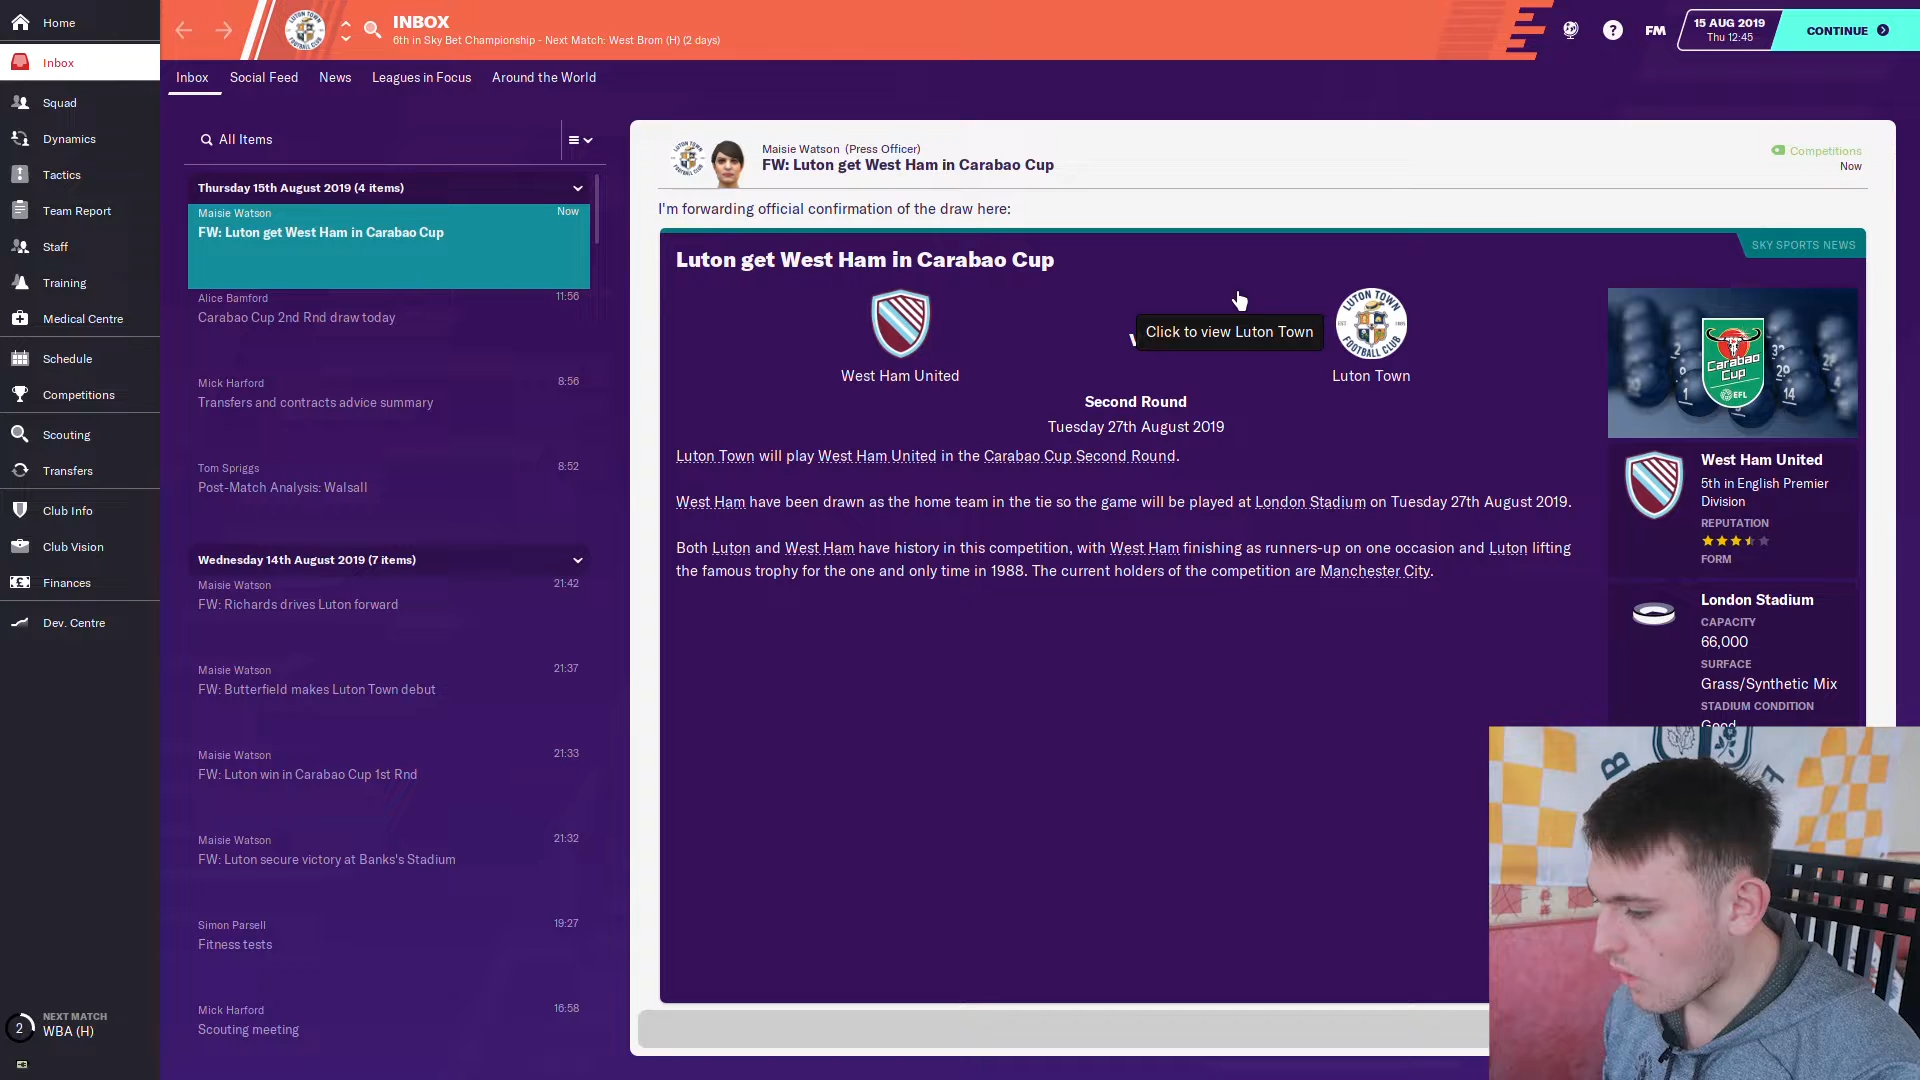 Home
Inbox
Squad
Dynamics
Tactics
Team Report
Staff
Training
Medical Centre
Schedule
Competitions
Scouting
Transfers
Club Info
Club Vision
Finances
Dev. Centre
2
NEXT MATCH
WBA (H)
INBOX
6th in Sky Bet Championship - Next Match: West Brom (H) (2 days)
?
FM
15 AUG 2019
Thu 12:45
CONTINUE
Inbox
Social Feed
News
Leagues in Focus
Around the World
All Items
Thursday 15th August 2019 (4 items)
Maisie Watson
Now
FW: Luton get West Ham in Carabao Cup
Alice Bamford
11:56
Carabao Cup 2nd Rnd draw today
Mick Harford
8:56
Transfers and contracts advice summary
Tom Spriggs
8:52
Post-Match Analysis: Walsall
Wednesday 14th August 2019 (7 items)
Maisie Watson
21:42
FW: Richards drives Luton forward
Maisie Watson
21:37
FW: Butterfield makes Luton Town debut
Maisie Watson
21:33
FW: Luton win in Carabao Cup 1st Rnd
Maisie Watson
21:32
FW: Luton secure victory at Banks's Stadium
Simon Parsell
19:27
Fitness tests
Mick Harford
16:58
Scouting meeting
Maisie Watson (Press Officer)
FW: Luton get West Ham in Carabao Cup
Competitions
Now
I'm forwarding official confirmation of the draw here:
SKY SPORTS NEWS
Luton get West Ham in Carabao Cup
Click to view Luton Town
LUTON TOWN
FOOTBALL CLUB
West Ham United
Luton Town
Second Round
Tuesday 27th August 2019
Luton Town will play West Ham United in the Carabao Cup Second Round.
West Ham have been drawn as the home team in the tie so the game will be played at London Stadium on Tuesday 27th August 2019.
Both Luton and West Ham have history in this competition, with West Ham finishing as runners-up on one occasion and Luton lifting
the famous trophy for the one and only time in 1988. The current holders of the competition are Manchester City.
Carabao
Cup
EFL
West Ham United
5th in English Premier
Division
REPUTATION
FORM
London Stadium
CAPACITY
66,000
SURFACE
Grass/Synthetic Mix
STADIUM CONDITION
Good